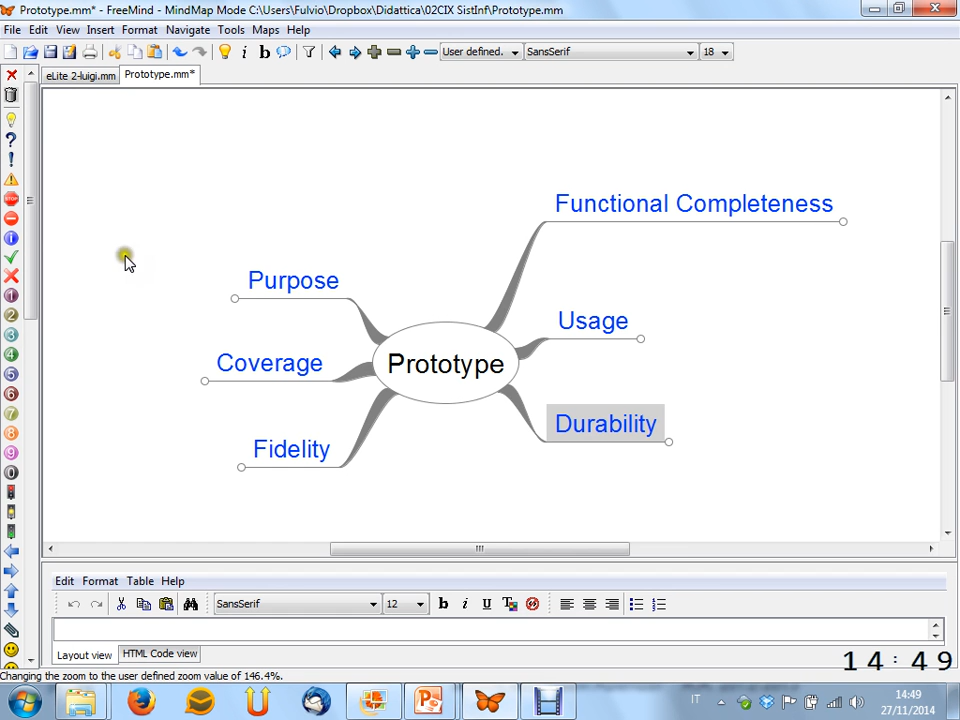 Prototype.mm* - FreeMind - MindMap Mode C:\Users\Fulvio\Dropbox\Didattica\02CIX SistInf\Prototype.mm
File Edit View Insert Format Navigate Tools Maps Help
User defined. SansSerif 18
eLite 2-luigi.mm Prototype.mm*
Functional Completeness
Purpose
Usage
Coverage
Prototype
Durability
Fidelity
Edit Format Table Help
SansSerif 12
Layout view HTML Code view
14:49
Changing the zoom to the user defined zoom value of 146.4%.
IT
14:49
27/11/2014